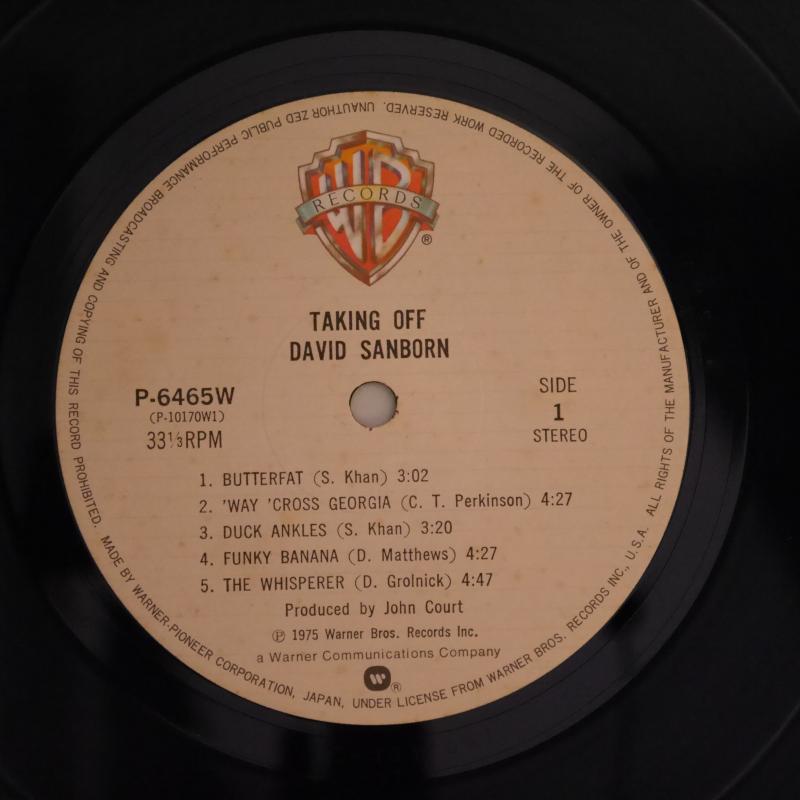 WB
RECORDS
®
TAKING OFF
DAVID SANBORN
P-6465W
(P-10170W1)
33⅓RPM
SIDE
1
STEREO
1. BUTTERFAT (S. Khan) 3:02
2. 'WAY 'CROSS GEORGIA (C. T. Perkinson) 4:27
3. DUCK ANKLES (S. Khan) 3:20
4. FUNKY BANANA (D. Matthews) 4:27
5. THE WHISPERER (D. Grolnick) 4:47
Produced by John Court
℗ 1975 Warner Bros. Records Inc.
a Warner Communications Company
®
MADE BY WARNER-PIONEER CORPORATION, JAPAN, UNDER LICENSE FROM WARNER BROS. RECORDS INC., U.S.A. ALL RIGHTS OF THE MANUFACTURER AND OF THE OWNER OF THE RECORDED WORK RESERVED. UNAUTHOR ZED PUBLIC PERFORMANCE BROADCASTING AND COPYING OF THIS RECORD PROHIBITED.